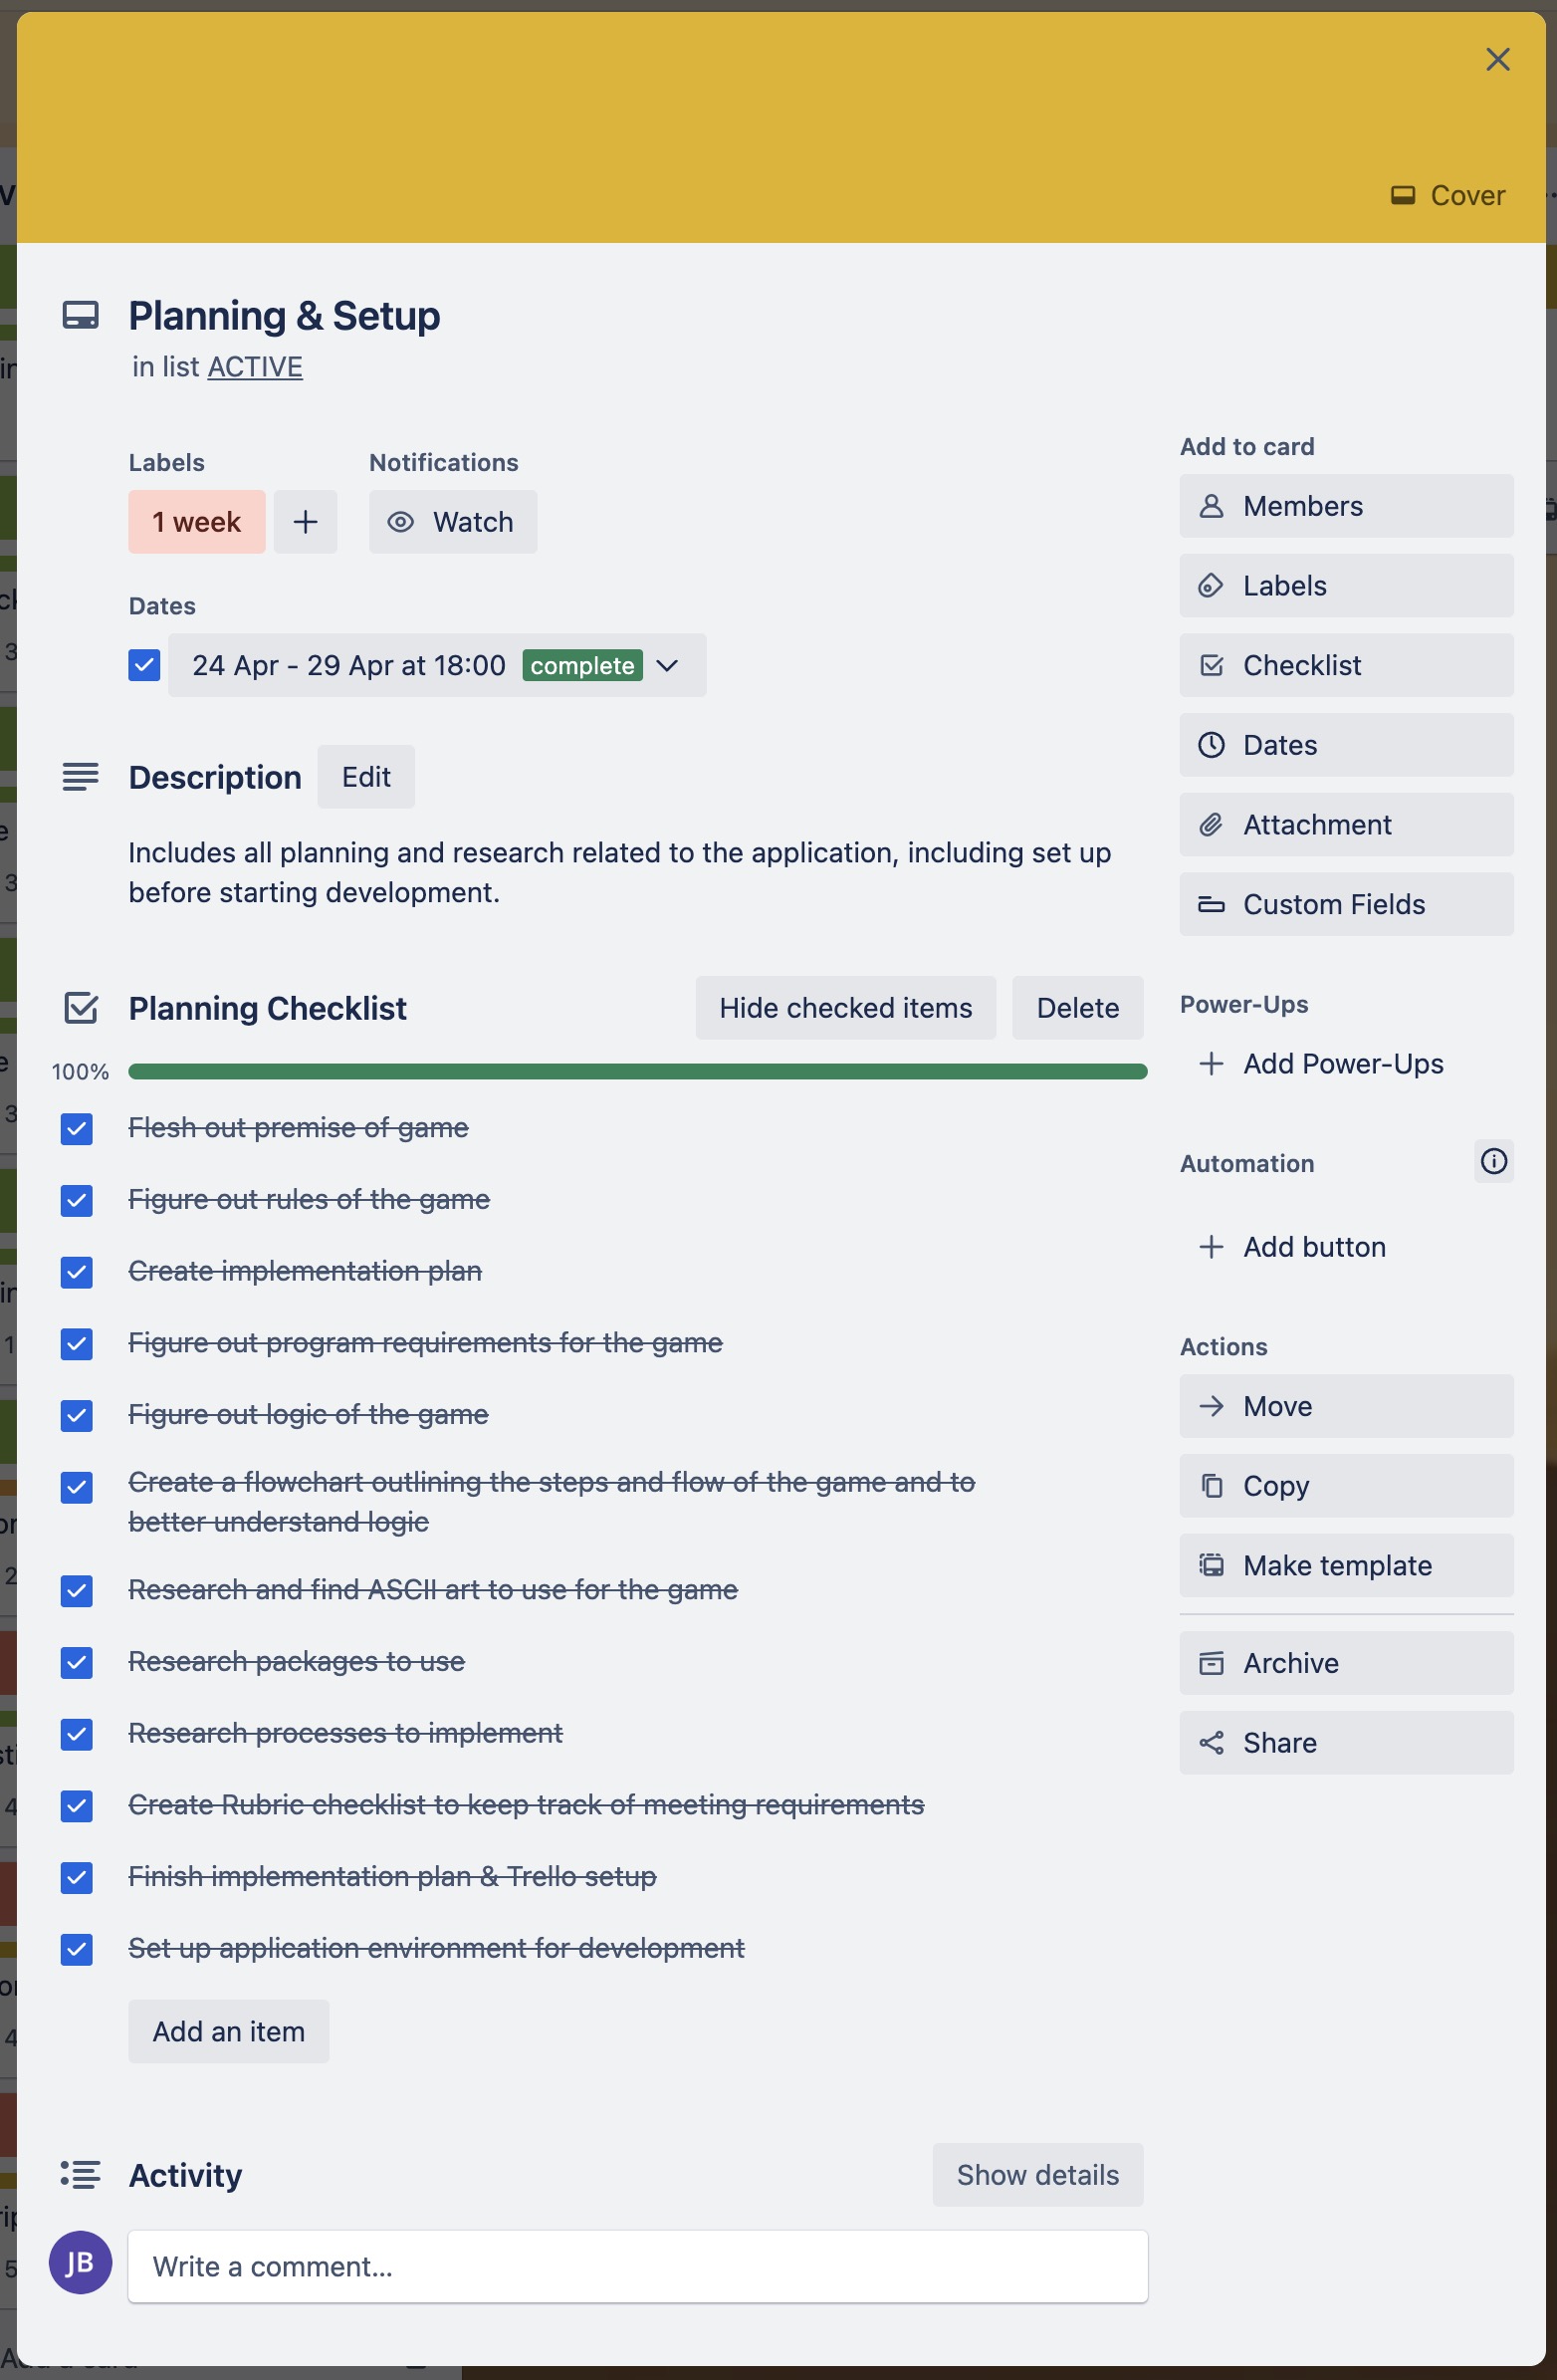 Cover
Planning & Setup
in list ACTIVE
Labels
Notifications
1 week
Watch
Dates
24 Apr - 29 Apr at 18:00 complete
Description
Edit
Includes all planning and research related to the application, including set up
before starting development.
Planning Checklist
Hide checked items
Delete
100%
Flesh out premise of game
Figure out rules of the game
Create implementation plan
Figure out program requirements for the game
Figure out logic of the game
Create a flowchart outlining the steps and flow of the game and to
better understand logic
Research and find ASCII art to use for the game
Research packages to use
Research processes to implement
Create Rubric checklist to keep track of meeting requirements
Finish implementation plan & Trello setup
Set up application environment for development
Add an item
Activity
Show details
JB
Write a comment...
Add to card
Members
Labels
Checklist
Dates
Attachment
Custom Fields
Power-Ups
Add Power-Ups
Automation
Add button
Actions
Move
Copy
Make template
Archive
Share